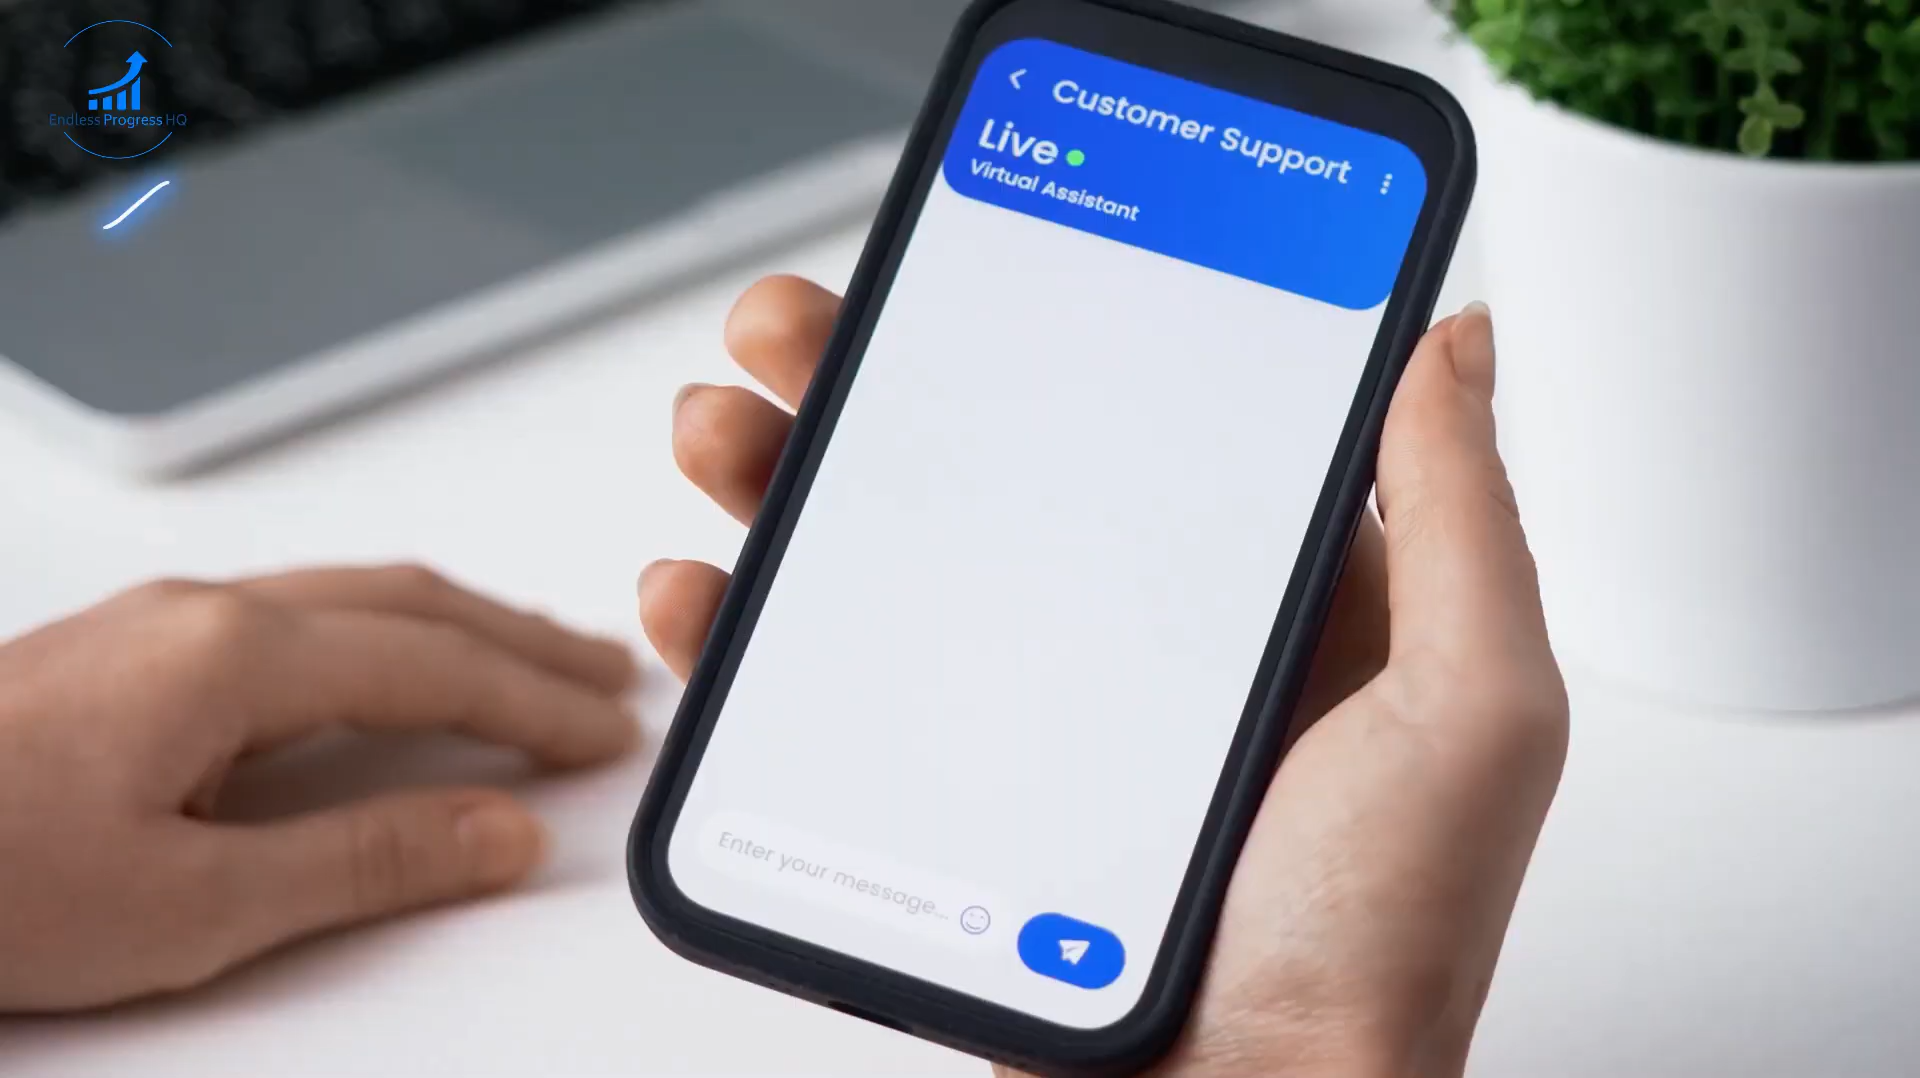 Endless Progress HQ
Customer Support
Live
Virtual Assistant
Enter your message...